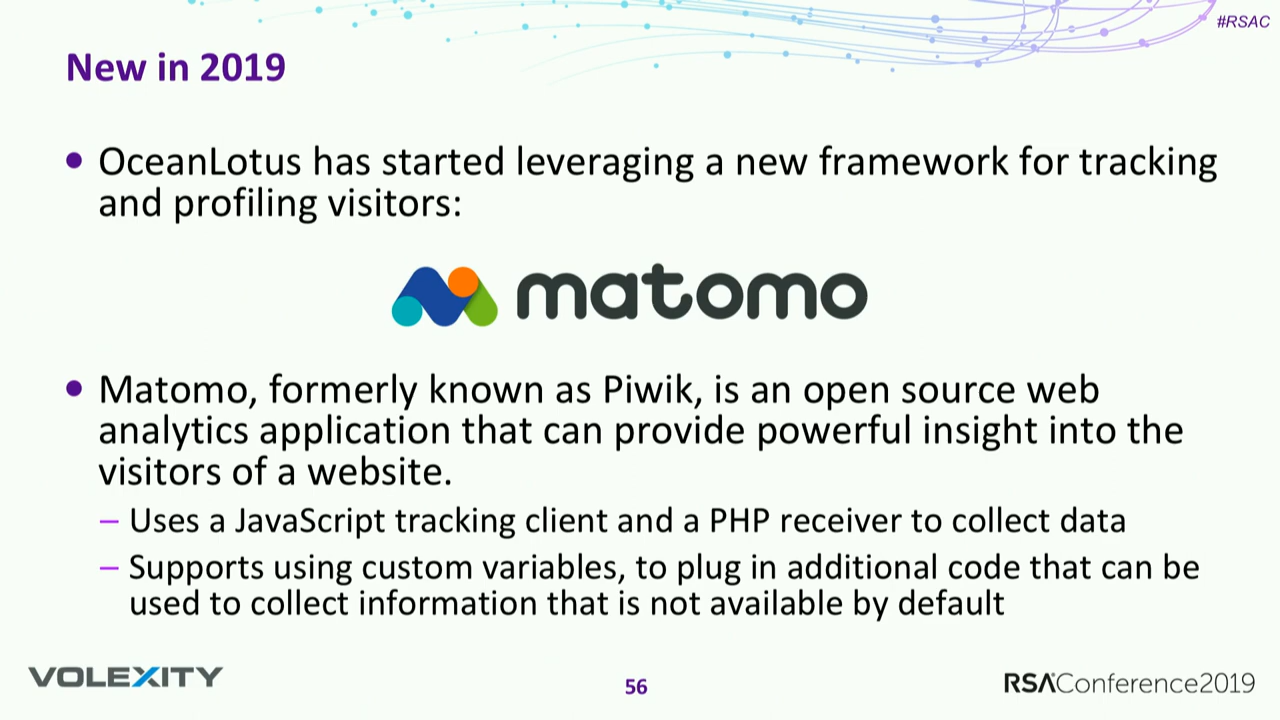 #RSAC
New in 2019
• OceanLotus has started leveraging a new framework for tracking
and profiling visitors:
matomo
• Matomo, formerly known as Piwik, is an open source web
analytics application that can provide powerful insight into the
visitors of a website.
– Uses a JavaScript tracking client and a PHP receiver to collect data
– Supports using custom variables, to plug in additional code that can be
used to collect information that is not available by default
VOLEXITY
56
RSAConference2019